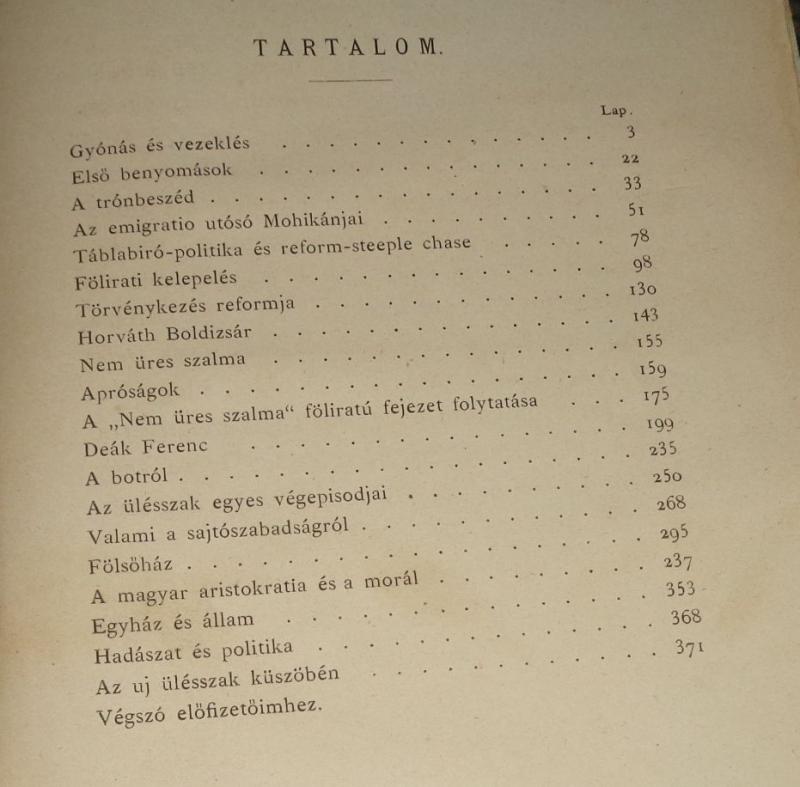 TARTALOM.
Lap.
Gyónás és vezeklés . . . . . . . . . . . 3
Elsö benyomások . . . . . . . . . . . . 22
A trónbeszéd . . . . . . . . . . . . . . 33
Az emigratio utósó Mohikánjai . . . . . . . 51
Táblabiró-politika és reform-steeple chase . . . . . 78
Fölirati kelepelés . . . . . . . . . . . . 98
Törvénykezés reformja . . . . . . . . . . 130
Horváth Boldizsár . . . . . . . . . . . . 143
Nem üres szalma . . . . . . . . . . . . 155
Apróságok . . . . . . . . . . . . . . . 159
A „Nem üres szalma“ föliratú fejezet folytatása . . . 175
Deák Ferenc . . . . . . . . . . . . . 199
A botról . . . . . . . . . . . . . . . 235
Az ülésszak egyes végepisodjai . . . . . . . . 250
Valami a sajtószabadságról . . . . . . . . . 268
Fölsöház . . . . . . . . . . . . . . . 295
A magyar aristokratia és a morál . . . . . . . 237
Egyház és állam . . . . . . . . . . . . 353
Hadászat és politika . . . . . . . . . . . 368
Az uj ülésszak küszöbén . . . . . . . . . 371
Végszó elöfizetöimhez.